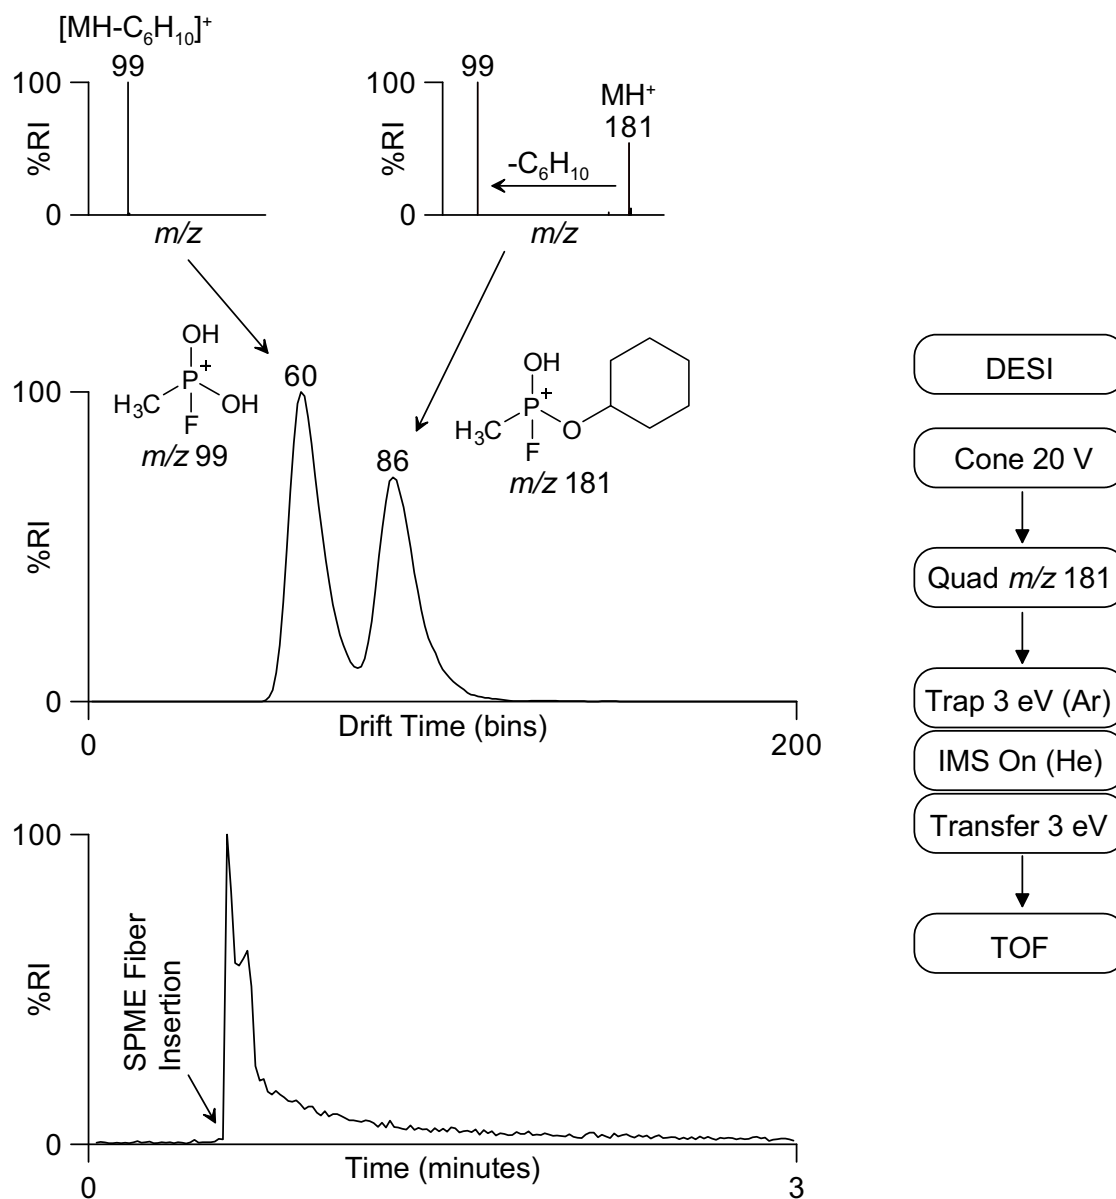 [MH-C₆H₁₀]⁺
99
100
%RI
0
m/z
99
MH⁺
181
-C₆H₁₀
100
%RI
0
m/z
OH
P⁺
H₃C
OH
F
m/z 99
60
86
OH
P⁺
H₃C
O
F
m/z 181
100
%RI
0
0
Drift Time (bins)
200
100
%RI
0
SPME Fiber
Insertion
0
Time (minutes)
3
DESI
Cone 20 V
Quad m/z 181
Trap 3 eV (Ar)
IMS On (He)
Transfer 3 eV
TOF